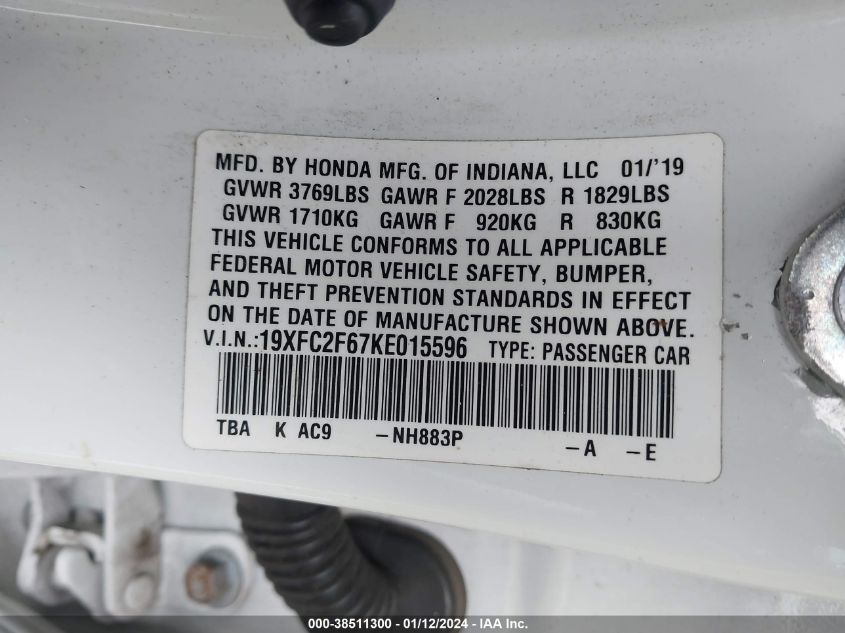 MFD. BY HONDA MFG. OF INDIANA, LLC 01/'19
GVWR 3769LBS GAWR F 2028LBS R 1829LBS
GVWR 1710KG GAWR F 920KG R 830KG
THIS VEHICLE CONFORMS TO ALL APPLICABLE
FEDERAL MOTOR VEHICLE SAFETY, BUMPER,
AND THEFT PREVENTION STANDARDS IN EFFECT
ON THE DATE OF MANUFACTURE SHOWN ABOVE.
V.I.N.:19XFC2F67KE015596 TYPE: PASSENGER CAR
TBA K AC9 –NH883P –A –E
000-38511300 - 01/12/2024 - IAA Inc.